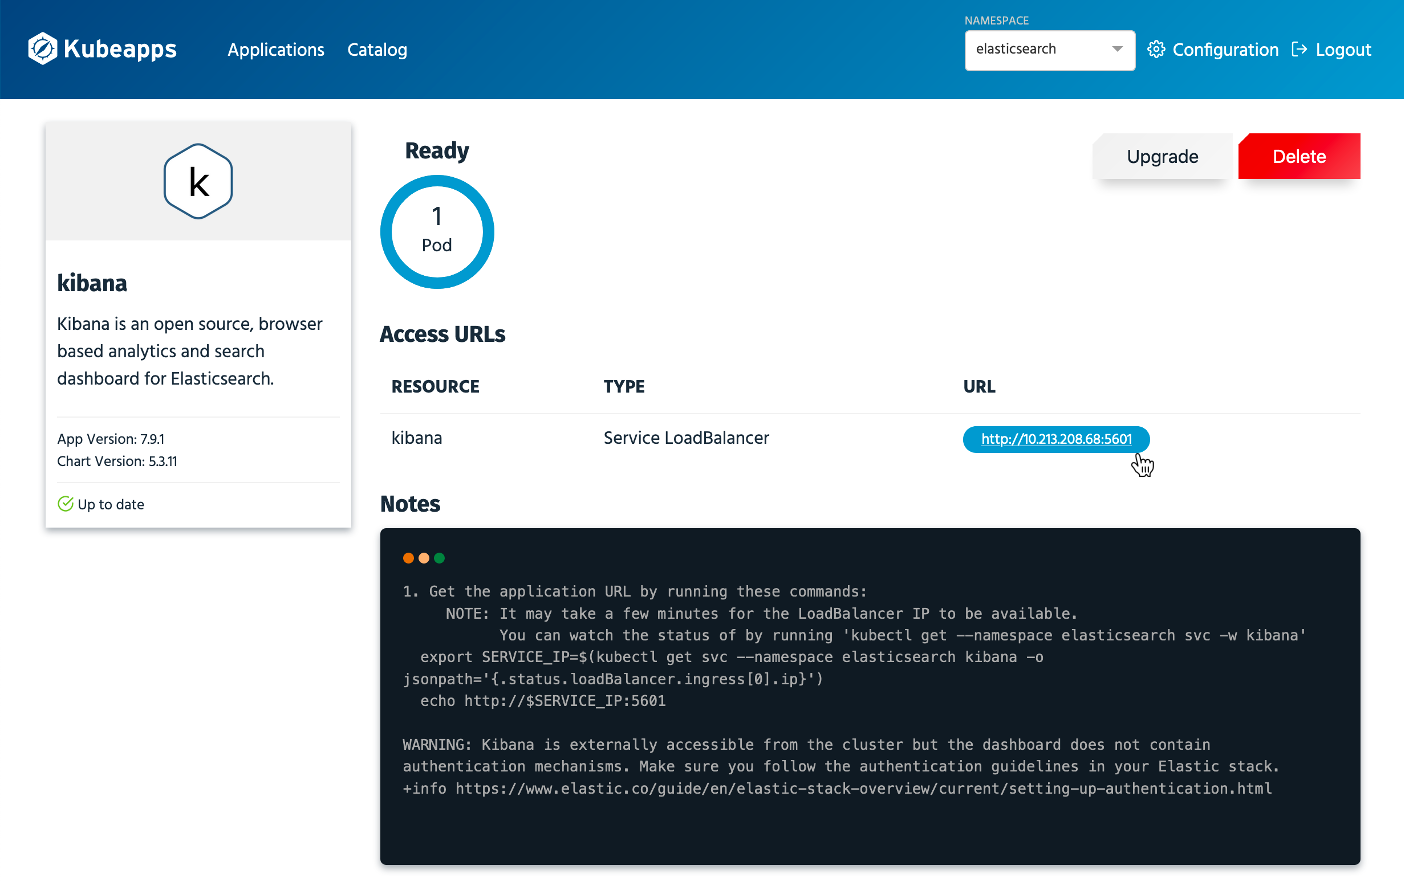 Kubeapps
Applications
Catalog
NAMESPACE
elasticsearch
Configuration
Logout
k
kibana
Kibana is an open source, browser
based analytics and search
dashboard for Elasticsearch.
App Version: 7.9.1
Chart Version: 5.3.11
Up to date
Ready
1
Pod
Upgrade
Delete
Access URLs
RESOURCE TYPE URL
kibana Service LoadBalancer http://10.213.208.68:5601
Notes
1. Get the application URL by running these commands:
NOTE: It may take a few minutes for the LoadBalancer IP to be available.
You can watch the status of by running 'kubectl get --namespace elasticsearch svc -w kibana'
export SERVICE_IP=$(kubectl get svc --namespace elasticsearch kibana -o
jsonpath='{.status.loadBalancer.ingress[0].ip}')
echo http://$SERVICE_IP:5601
WARNING: Kibana is externally accessible from the cluster but the dashboard does not contain
authentication mechanisms. Make sure you follow the authentication guidelines in your Elastic stack.
+info https://www.elastic.co/guide/en/elastic-stack-overview/current/setting-up-authentication.html